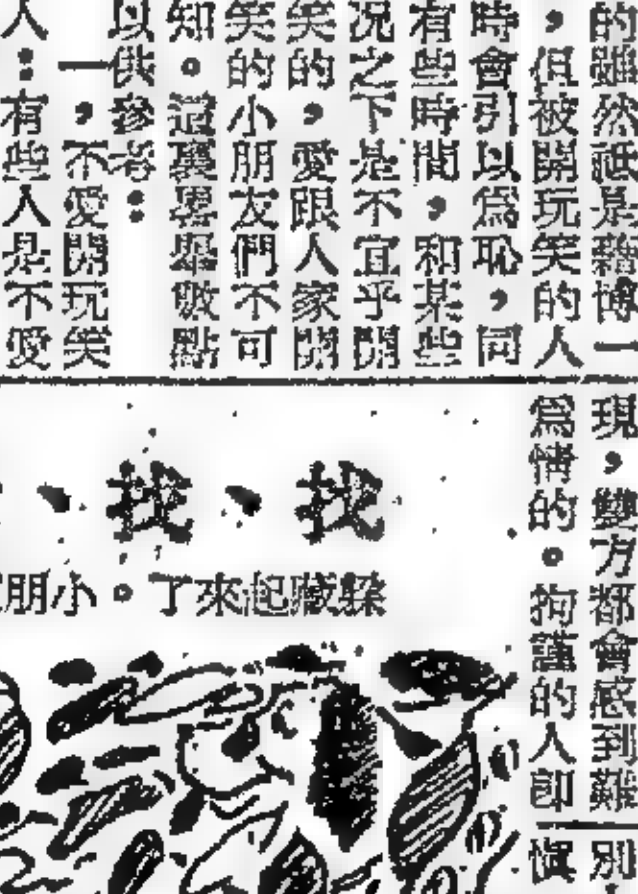 的雖然祇是藉博一
，但被開玩笑的人
時會引以爲恥，同
有些時間，和某些
况之下是不宜乎開
笑的，愛跟人家開
笑的小朋友們不可
知。這裏畧舉數點
以供參考：
一，不愛開玩笑
人：有些人是不愛
現，雙方都會感到難
爲情的。拘謹的人卽
別
慎
找、找、
躱藏起來了。小朋